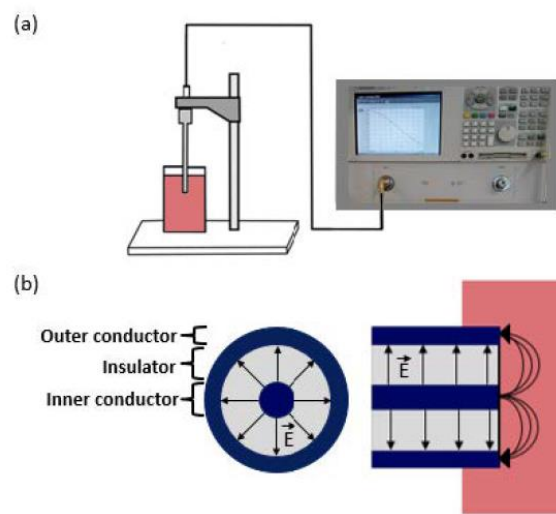 (a)
(b)
Outer conductor
Insulator
Inner conductor
E
E